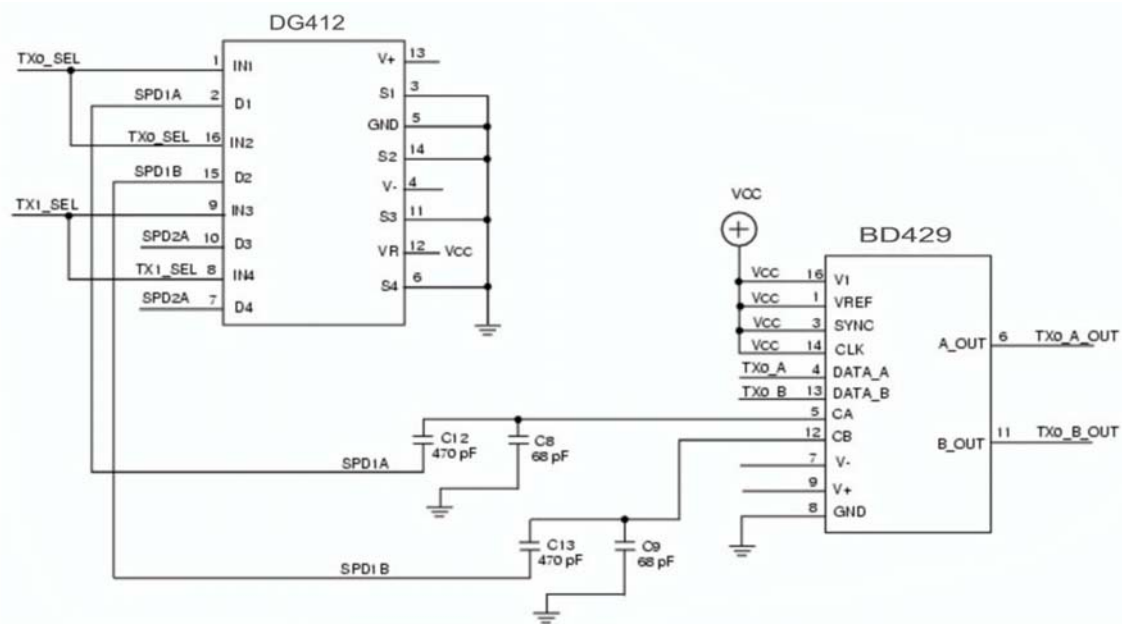 DG412
TX0_SEL 1 IN1 V+ 13
SPD1A 2 D1 S1 3
TX0_SEL 16 IN2 GND 5
SPD1B 15 D2 S2 14
TX1_SEL 9 IN3 V- 4
SPD2A 10 D3 S3 11
TX1_SEL 8 IN4 VR 12 VCC
SPD2A 7 D4 S4 6
VCC
BD429
VCC 16 V1
VCC 1 VREF
VCC 3 SYNC
VCC 14 CLK
TX0_A 4 DATA_A
TX0_B 13 DATA_B
5 CA
12 CB
7 V-
9 V+
8 GND
A_OUT 6 TX0_A_OUT
B_OUT 11 TX0_B_OUT
C12
470 pF
C8
68 pF
SPD1A
C13
470 pF
C9
68 pF
SPD1B